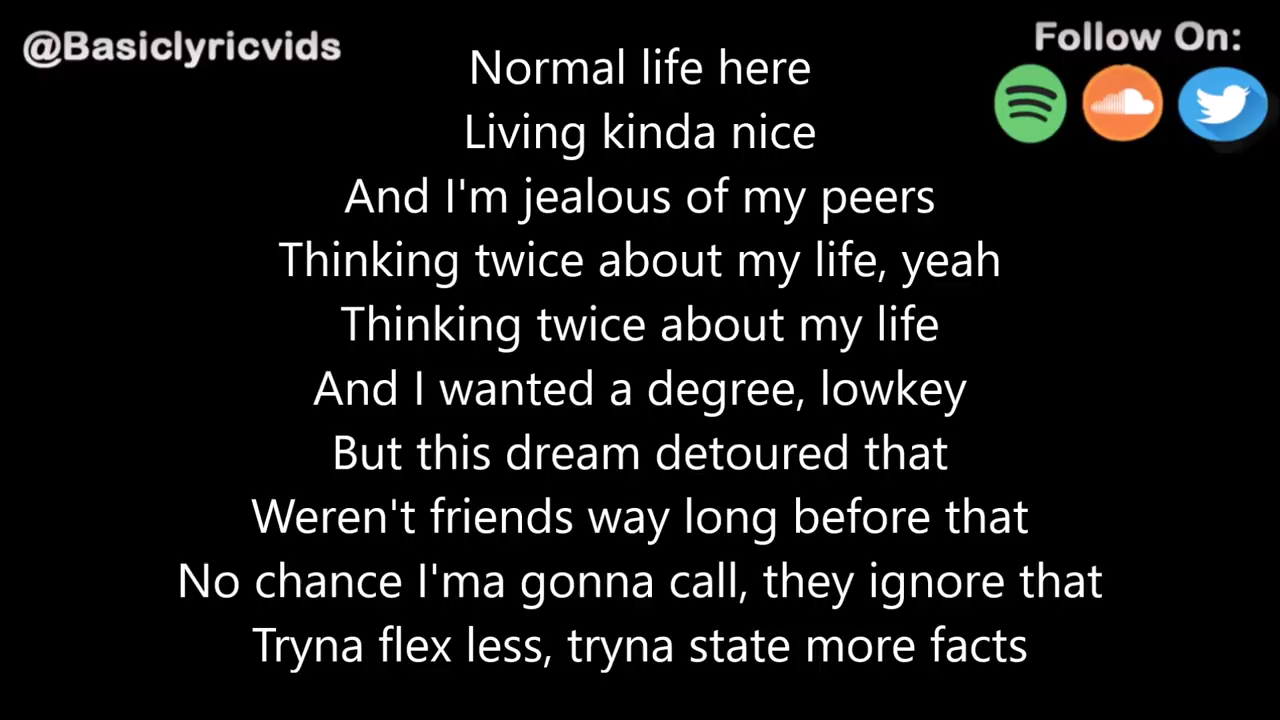 @Basiclyricvids
Follow On:
Normal life here
Living kinda nice
And I'm jealous of my peers
Thinking twice about my life, yeah
Thinking twice about my life
And I wanted a degree, lowkey
But this dream detoured that
Weren't friends way long before that
No chance I'ma gonna call, they ignore that
Tryna flex less, tryna state more facts